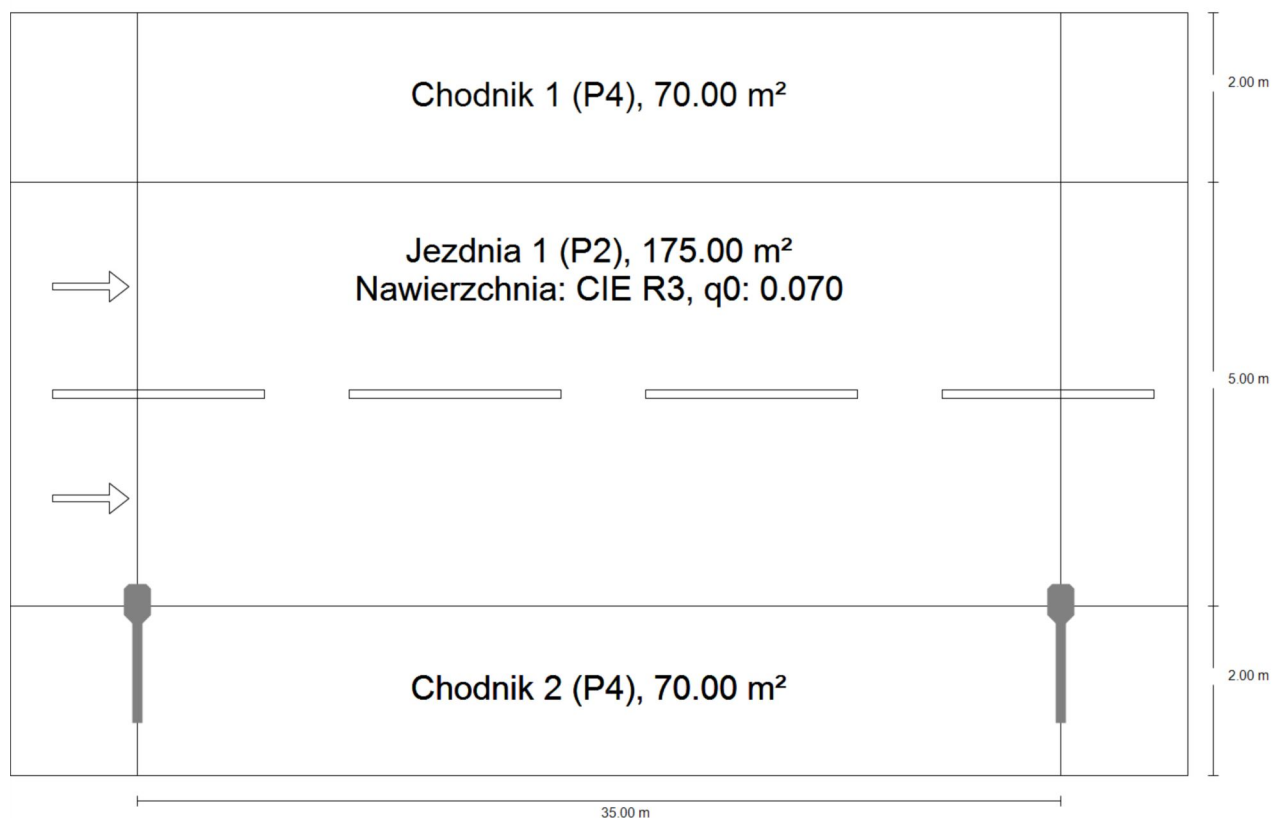 Chodnik 1 (P4), 70.00 m²
2.00 m
Jezdnia 1 (P2), 175.00 m²
Nawierzchnia: CIE R3, q0: 0.070
5.00 m
Chodnik 2 (P4), 70.00 m²
2.00 m
35.00 m